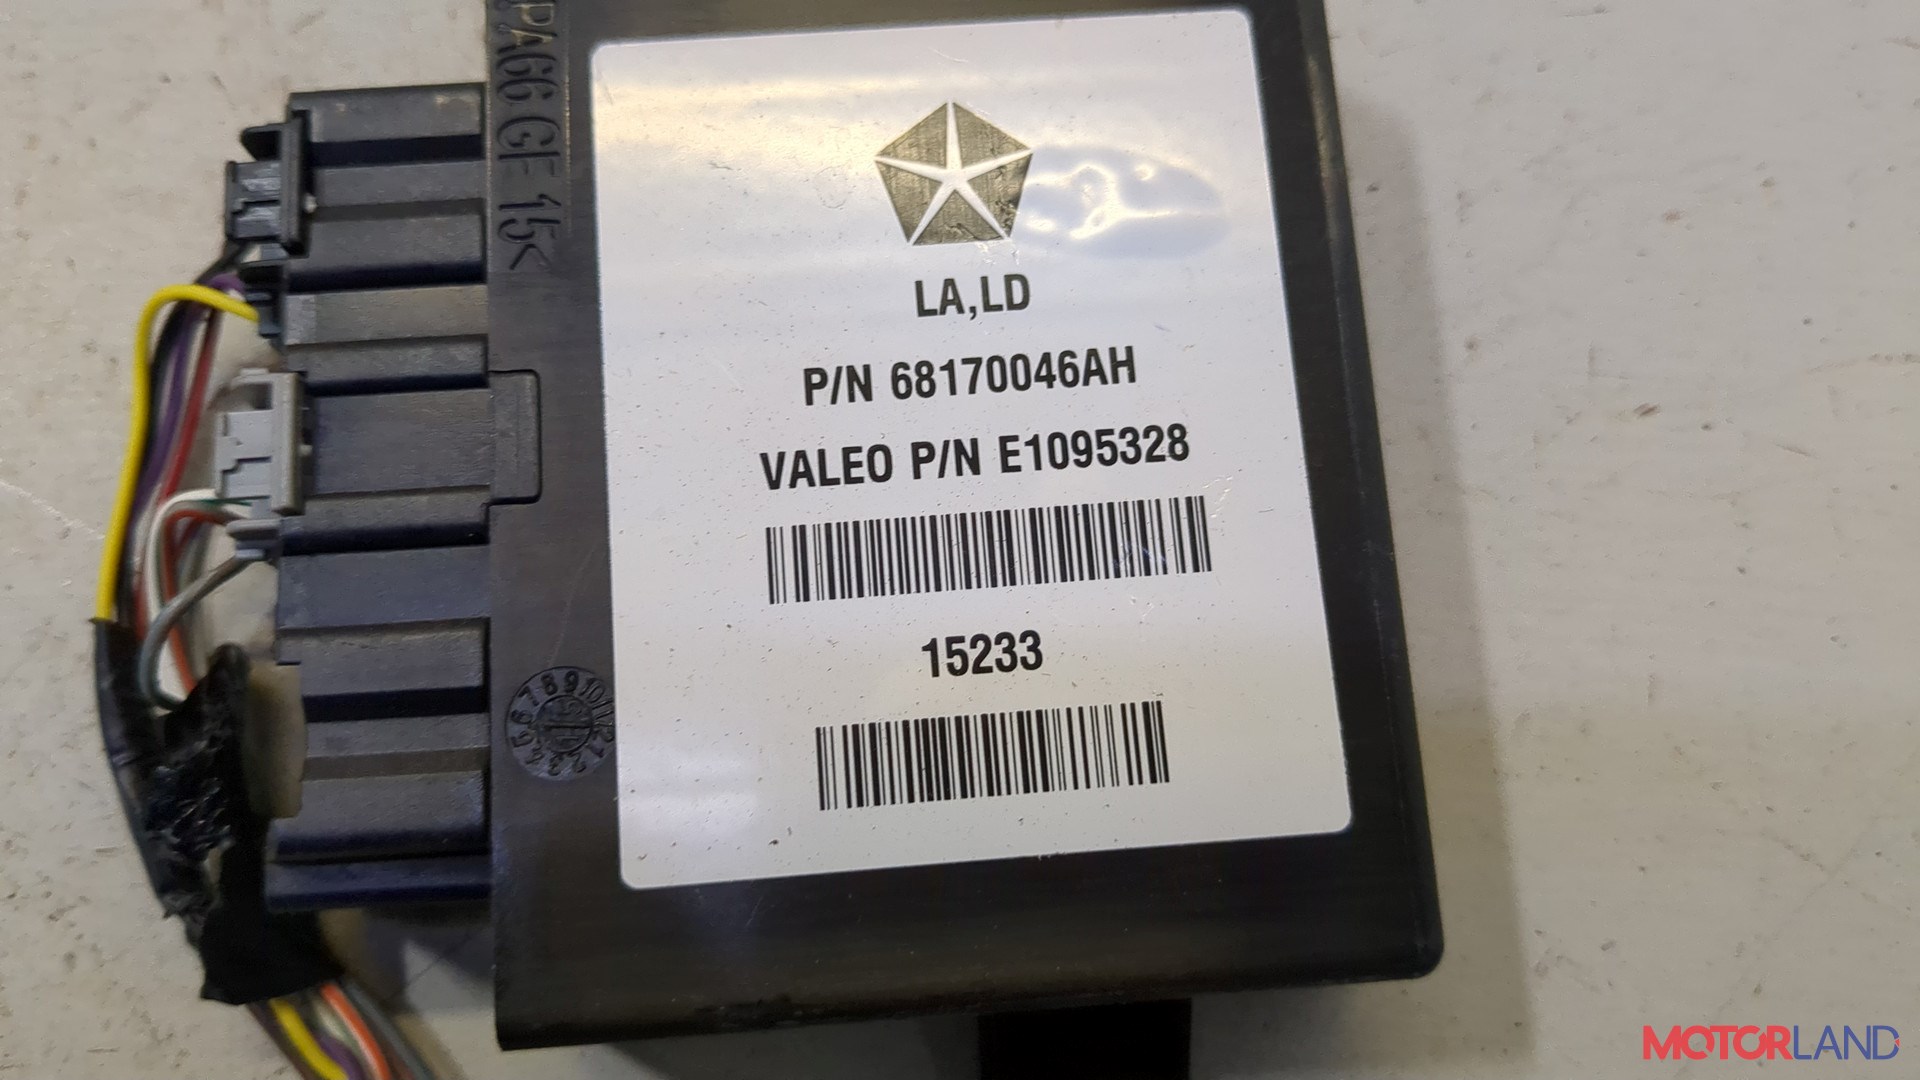 PA66 GF 15<
LA,LD
P/N 68170046AH
VALEO P/N E1095328
15233
MOTORLAND